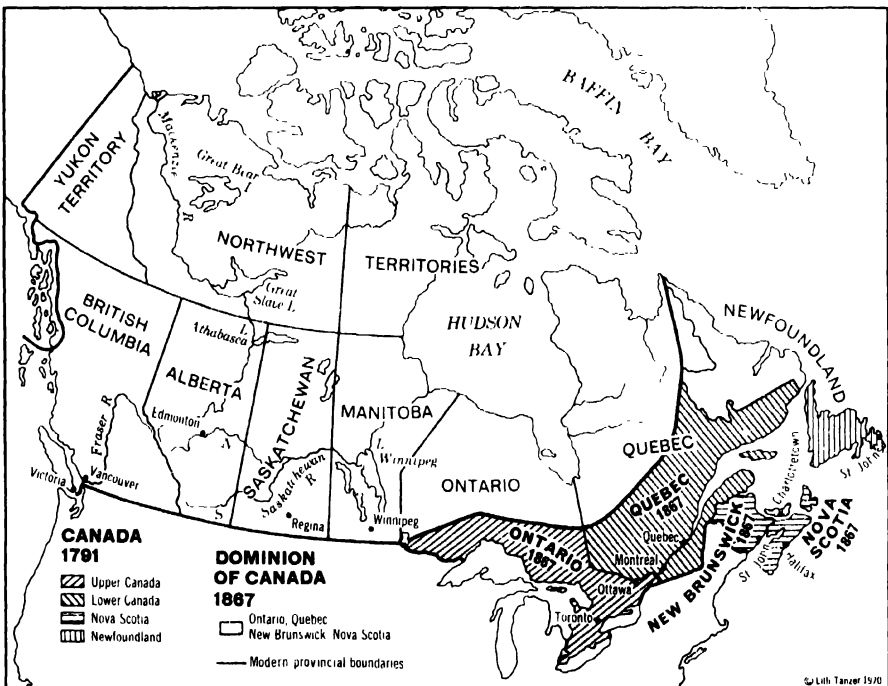 BAFFIN BAY
YUKON
TERRITORY
Mackenzie R
Great Bear
L
NORTHWEST TERRITORIES
Great
Slave L
BRITISH
COLUMBIA
L
Athabasca
HUDSON
BAY
NEWFOUNDLAND
ALBERTA
SASKATCHEWAN
MANITOBA
Edmonton
N
Fraser R
L
Winnipeg
QUEBEC
ONTARIO
Saskatchewan
R
S
Victoria
Vancouver
Regina
Winnipeg
QUEBEC
1867
Quebec
Montreal
ONTARIO
1867
Ottawa
Toronto
NEW BRUNSWICK
1867
Charlottetown
St Johns
NOVA
SCOTIA
1867
St John
Halifax
CANADA
1791
Upper Canada
Lower Canada
Nova Scotia
Newfoundland
DOMINION
OF CANADA
1867
Ontario, Quebec
New Brunswick Nova Scotia
Modern provincial boundaries
© Lilli Tanzer 1970